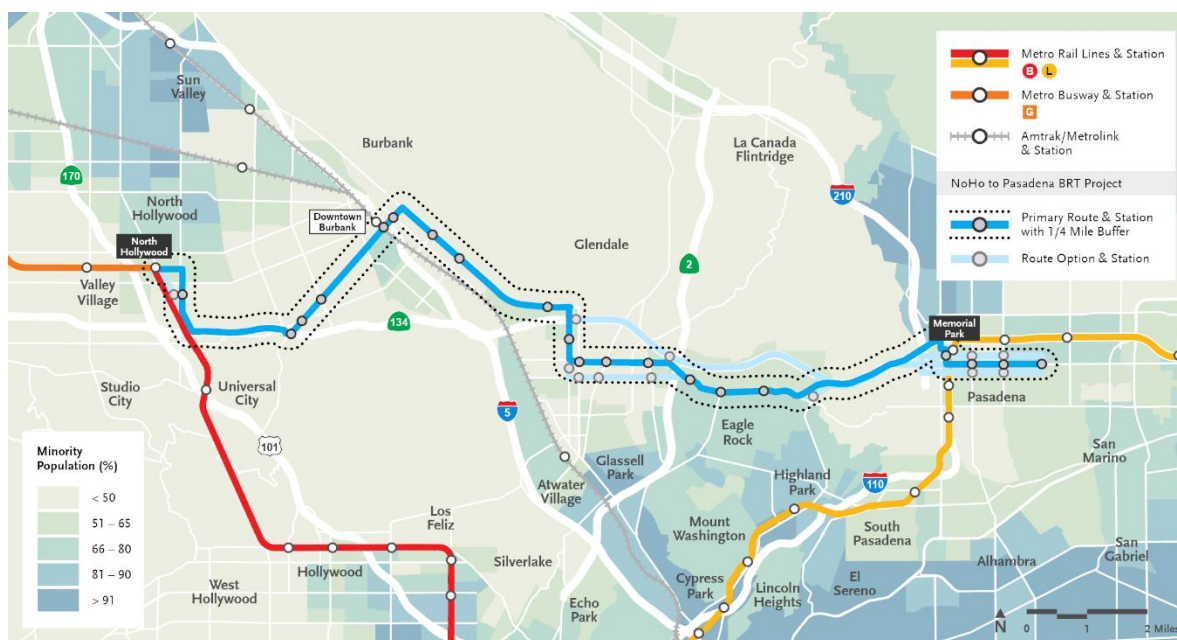 Sun
Valley
Burbank
La Canada
Flintridge
170
210
North
Hollywood
Downtown
Burbank
Glendale
2
North
Hollywood
Valley
Village
134
Memorial
Park
Studio
City
Universal
City
5
Pasadena
101
Eagle
Rock
San
Marino
Glassell
Park
Atwater
Village
Highland
Park
110
Los
Feliz
Mount
Washington
South
Pasadena
Silverlake
Hollywood
West
Hollywood
Cypress
Park
Lincoln
Heights
El
Sereno
Alhambra
San
Gabriel
Echo
Park
Metro Rail Lines & Station
B L
Metro Busway & Station
G
Amtrak/Metrolink
& Station
NoHo to Pasadena BRT Project
Primary Route & Station
with 1/4 Mile Buffer
Route Option & Station
Minority
Population (%)
< 50
51 – 65
66 – 80
81 – 90
> 91
N
0 1 2 Miles